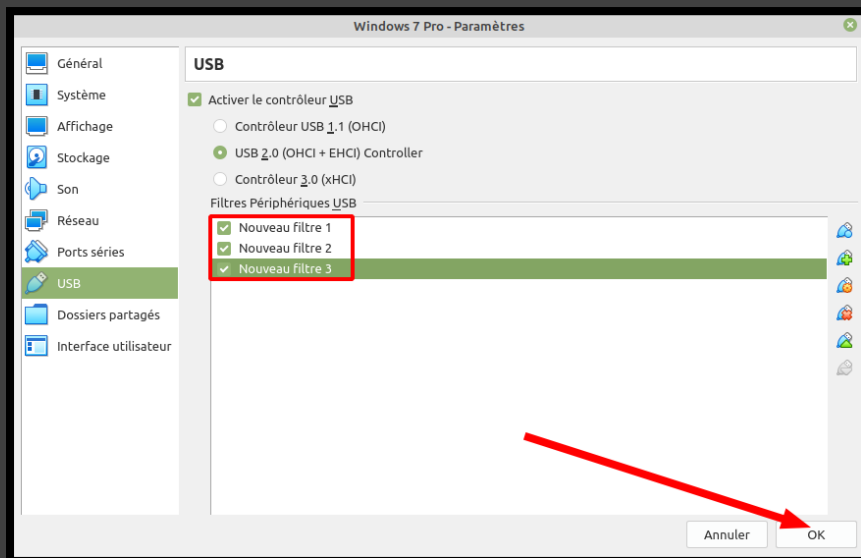 Windows 7 Pro - Paramètres
Général
Système
Affichage
Stockage
Son
Réseau
Ports séries
USB
Dossiers partagés
Interface utilisateur
USB
Activer le contrôleur USB
Contrôleur USB 1.1 (OHCI)
USB 2.0 (OHCI + EHCI) Controller
Contrôleur 3.0 (xHCI)
Filtres Périphériques USB
Nouveau filtre 1
Nouveau filtre 2
Nouveau filtre 3
Annuler
OK